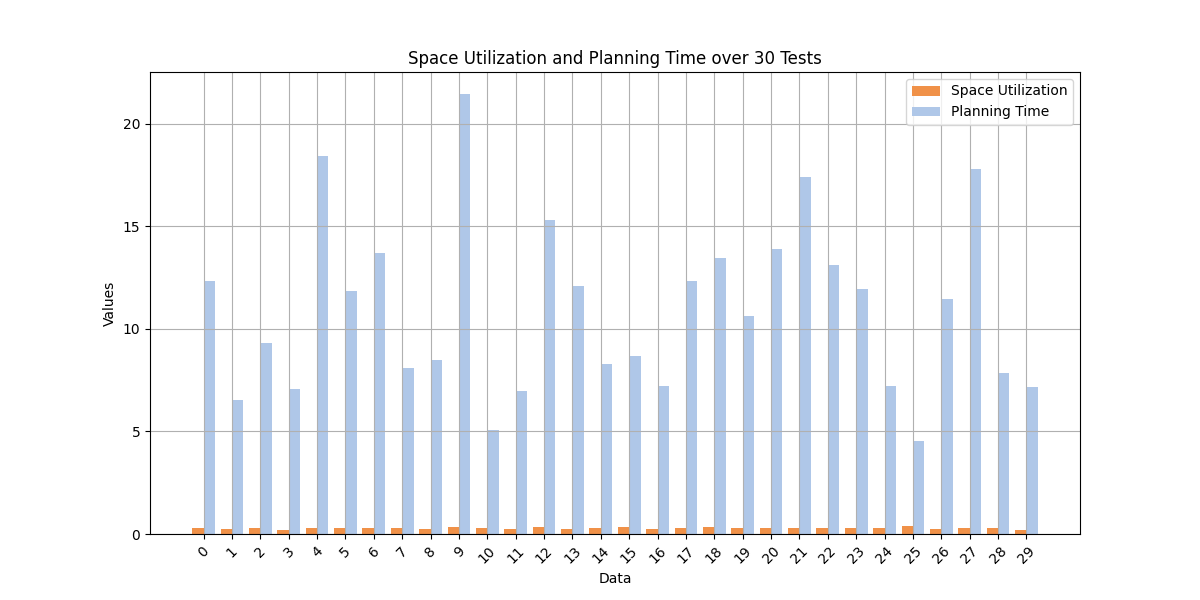 Space Utilization and Planning Time over 30 Tests
Space Utilization
Planning Time
20
15
10
5
0
Values
0 1 2 3 4 5 6 7 8 9 10 11 12 13 14 15 16 17 18 19 20 21 22 23 24 25 26 27 28 29
Data